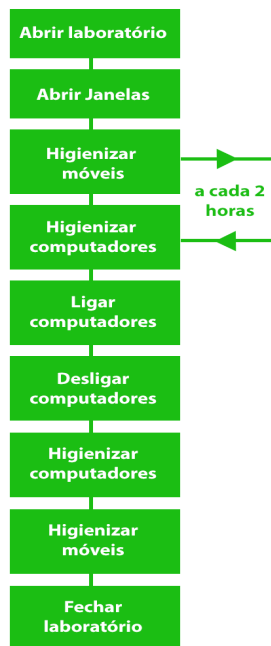 Abrir laboratório
Abrir Janelas
Higienizar
móveis
a cada 2
horas
Higienizar
computadores
Ligar
computadores
Desligar
computadores
Higienizar
computadores
Higienizar
móveis
Fechar
laboratório